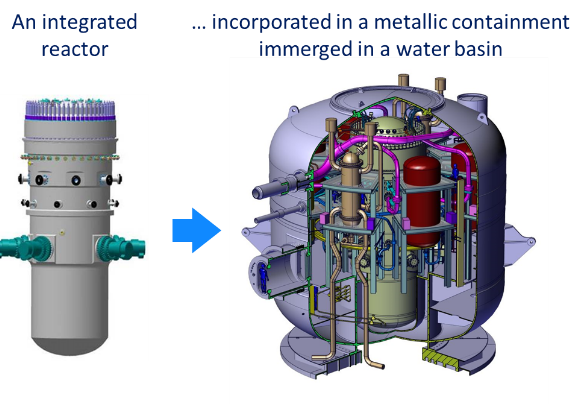 An integrated
reactor
... incorporated in a metallic containment
immerged in a water basin